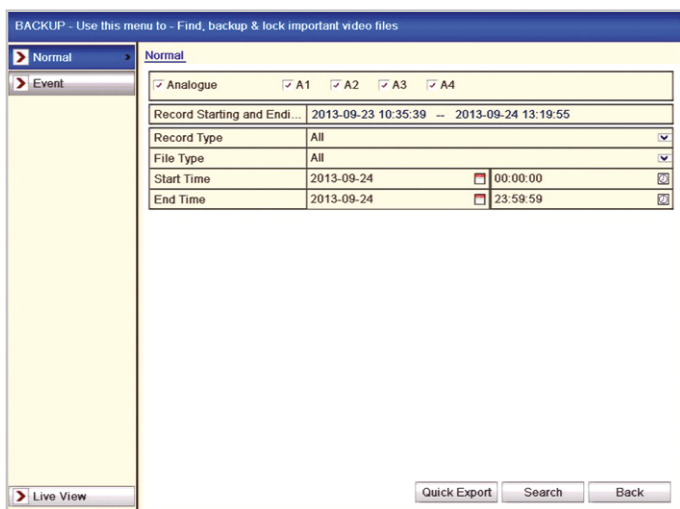 BACKUP - Use this menu to - Find, backup & lock important video files
Normal
Event
Live View
Normal
Analogue A1 A2 A3 A4
Record Starting and Endi... 2013-09-23 10:35:39 -- 2013-09-24 13:19:55
Record Type All
File Type All
Start Time 2013-09-24 00:00:00
End Time 2013-09-24 23:59:59
Quick Export Search Back